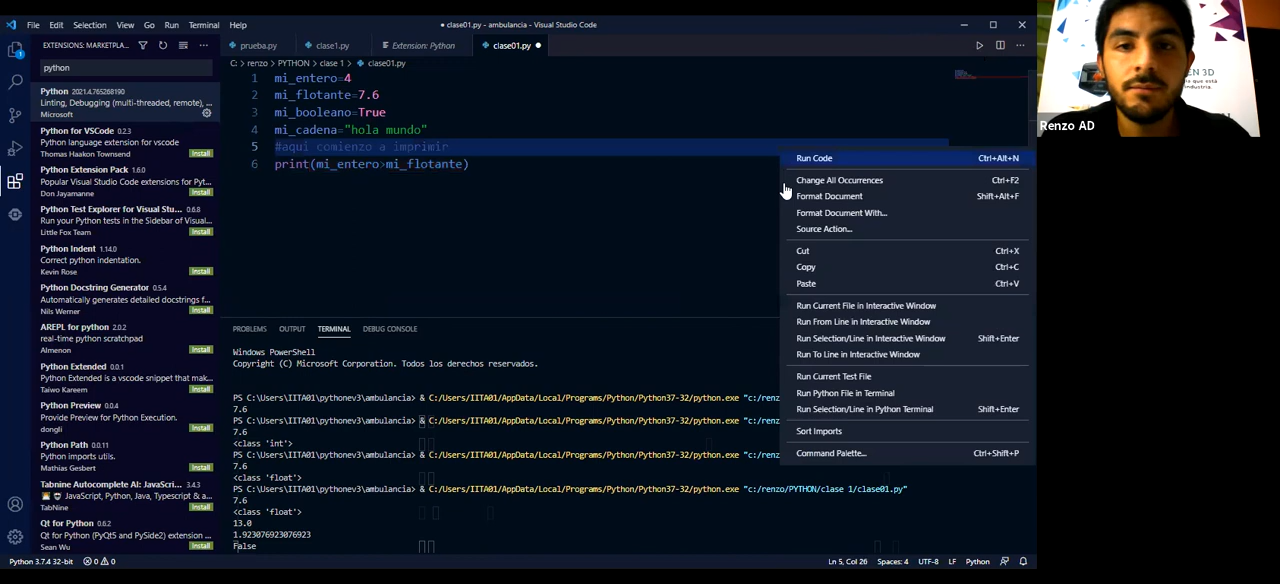 File Edit Selection View Go Run Terminal Help
● clase01.py - ambulancia - Visual Studio Code
EXTENSIONS: MARKETPLA...
prueba.py
clase1.py
Extension: Python
clase01.py
python
C: > renzo > PYTHON > clase 1 > clase01.py
Python 2021.4.765268190
Linting, Debugging (multi-threaded, remote), ...
Microsoft
Python for VSCode 0.2.3
Python language extension for vscode
Thomas Haakon Townsend Install
Python Extension Pack 1.6.0
Popular Visual Studio Code extensions for Pyt...
Don Jayamanne Install
Python Test Explorer for Visual Stu... 0.6.8
Run your Python tests in the Sidebar of Visual...
Little Fox Team Install
Python Indent 1.14.0
Correct python indentation.
Kevin Rose Install
Python Docstring Generator 0.5.4
Automatically generates detailed docstrings f...
Nils Werner Install
AREPL for python 2.0.2
real-time python scratchpad
Almenon Install
Python Extended 0.0.1
Python Extended is a vscode snippet that mak...
Taiwo Kareem Install
Python Preview 0.0.4
Provide Preview for Python Execution.
dongli Install
Python Path 0.0.11
Python imports utils.
Mathias Gesbert Install
Tabnine Autocomplete AI: JavaScri... 3.4.3
JavaScript, Python, Java, Typescript & a...
TabNine Install
Qt for Python 0.6.2
Qt for Python (PyQt5 and PySide2) extension ...
Sean Wu Install
1 mi_entero=4
2 mi_flotante=7.6
3 mi_booleano=True
4 mi_cadena="hola mundo"
5 #aqui comienzo a imprimir
6 print(mi_entero>mi_flotante)
Run Code Ctrl+Alt+N
Change All Occurrences Ctrl+F2
Format Document Shift+Alt+F
Format Document With...
Source Action...
Cut Ctrl+X
Copy Ctrl+C
Paste Ctrl+V
Run Current File in Interactive Window
Run From Line in Interactive Window
Run Selection/Line in Interactive Window Shift+Enter
Run To Line in Interactive Window
Run Current Test File
Run Python File in Terminal
Run Selection/Line in Python Terminal Shift+Enter
Sort Imports
Command Palette... Ctrl+Shift+P
PROBLEMS OUTPUT TERMINAL DEBUG CONSOLE
Windows PowerShell
Copyright (C) Microsoft Corporation. Todos los derechos reservados.
PS C:\Users\IITA01\pythonev3\ambulancia> & C:/Users/IITA01/AppData/Local/Programs/Python/Python37-32/python.exe "c:/renz
7.6
PS C:\Users\IITA01\pythonev3\ambulancia> & C:/Users/IITA01/AppData/Local/Programs/Python/Python37-32/python.exe "c:/renz
7.6
<class 'int'>
PS C:\Users\IITA01\pythonev3\ambulancia> & C:/Users/IITA01/AppData/Local/Programs/Python/Python37-32/python.exe "c:/renz
7.6
<class 'float'>
PS C:\Users\IITA01\pythonev3\ambulancia> & C:/Users/IITA01/AppData/Local/Programs/Python/Python37-32/python.exe "c:/renzo/PYTHON/clase 1/clase01.py"
7.6
<class 'float'>
13.0
1.923076923076923
False
Python 3.7.4 32-bit 0 0
Ln 5, Col 26 Spaces: 4 UTF-8 LF Python
EN 3D
que está
industria.
Renzo AD